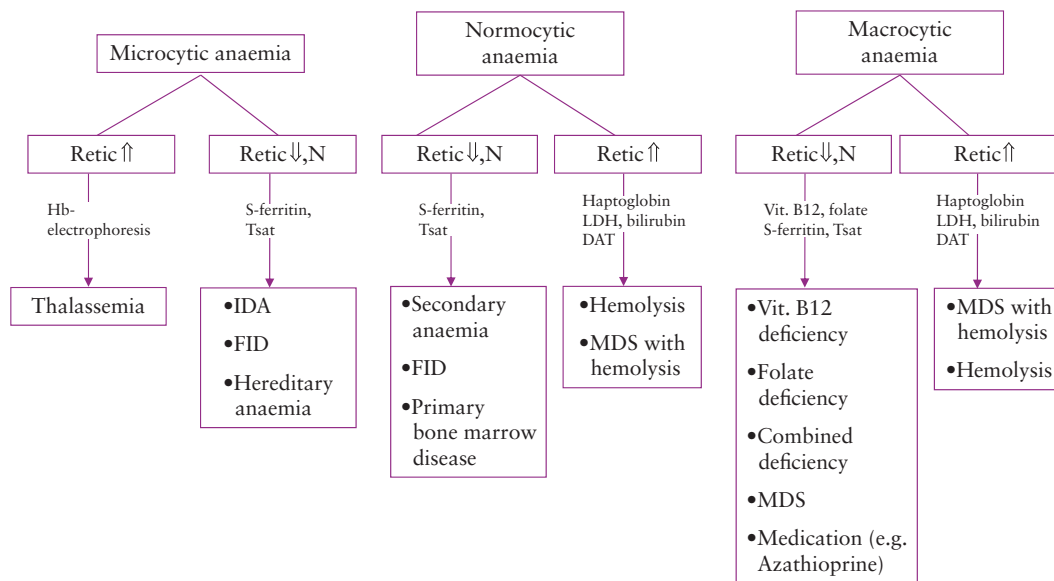 Microcytic anaemia
Retic⇑
Hb-
electrophoresis
Thalassemia
Retic⇓,N
S-ferritin,
Tsat
•IDA
•FID
•Hereditary
anaemia
Normocytic
anaemia
Retic⇓,N
S-ferritin,
Tsat
•Secondary
anaemia
•FID
•Primary
bone marrow
disease
Retic⇑
Haptoglobin
LDH, bilirubin
DAT
•Hemolysis
•MDS with
hemolysis
Macrocytic
anaemia
Retic⇓,N
Vit. B12, folate
S-ferritin, Tsat
•Vit. B12
deficiency
•Folate
deficiency
•Combined
deficiency
•MDS
•Medication (e.g.
Azathioprine)
Retic⇑
Haptoglobin
LDH, bilirubin
DAT
•MDS with
hemolysis
•Hemolysis